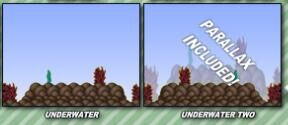 PARALLAX
INCLUDED!
UNDERWATER
UNDERWATER TWO